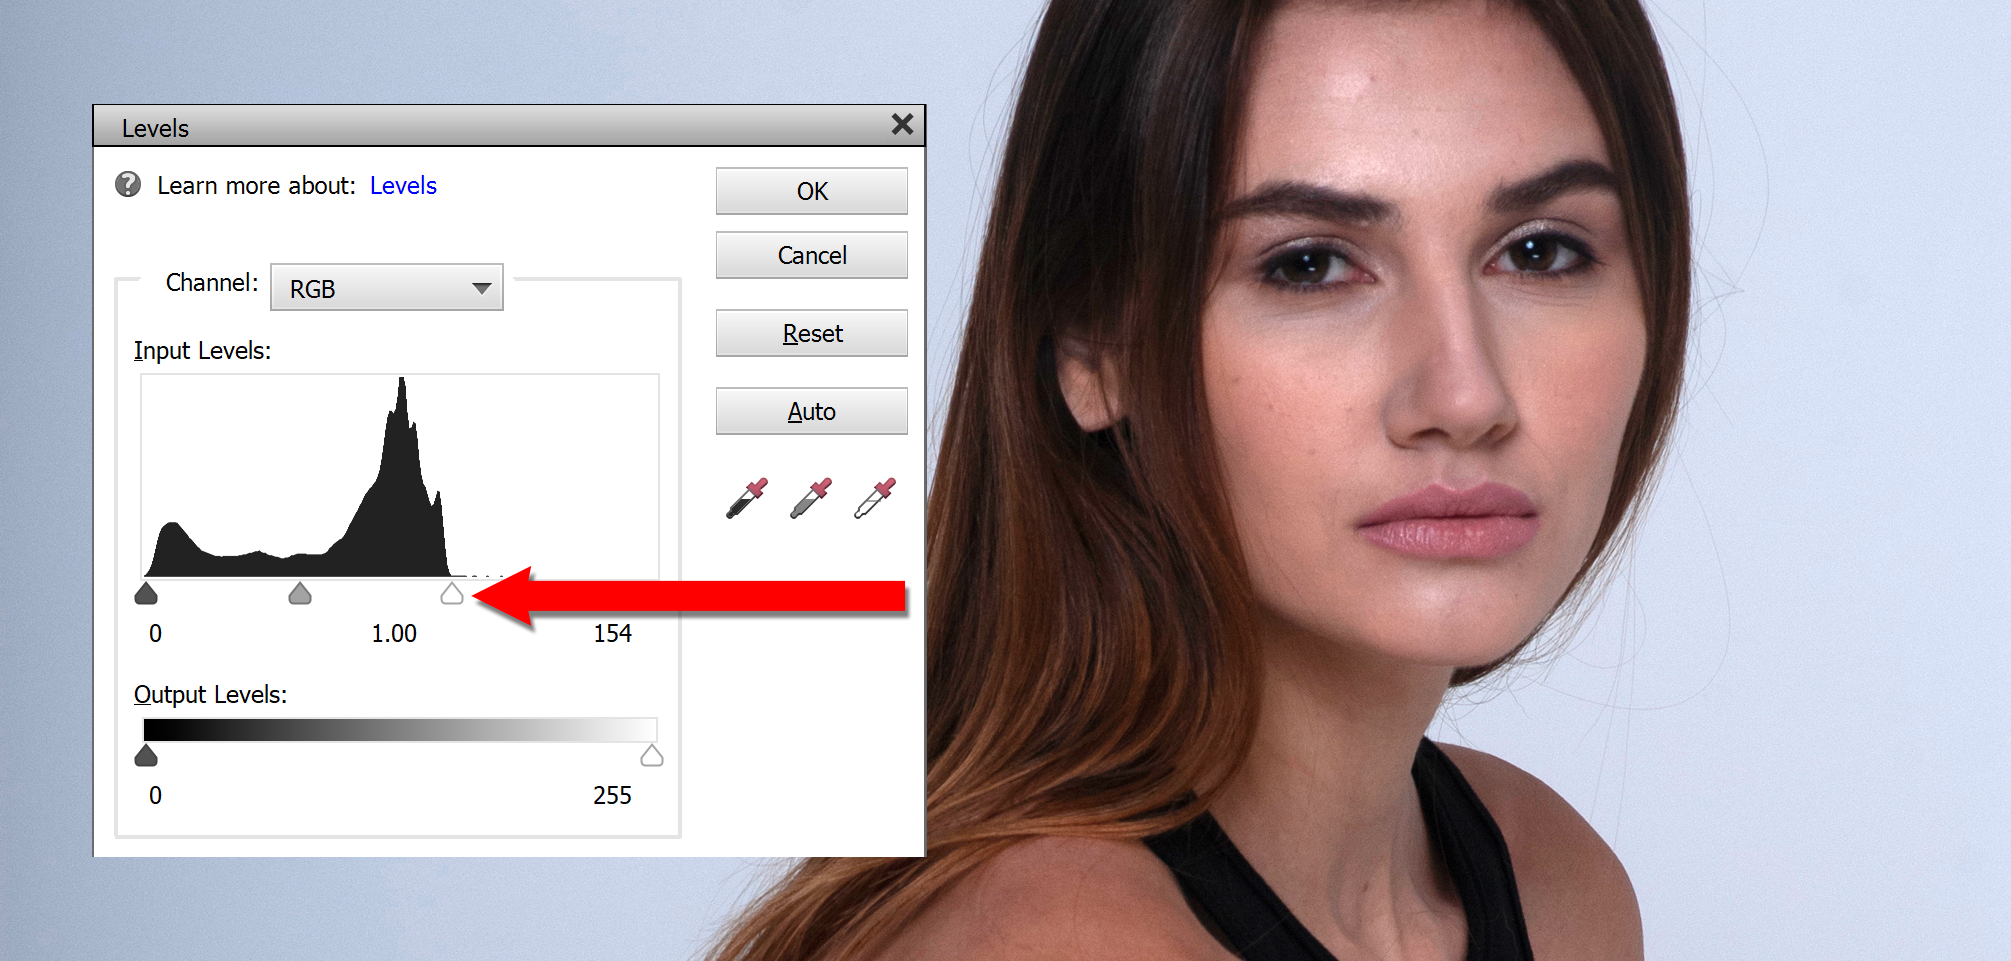 Levels
Learn more about: Levels
OK
Cancel
Channel: RGB
Reset
Input Levels:
Auto
0 1.00 154
Output Levels:
0 255